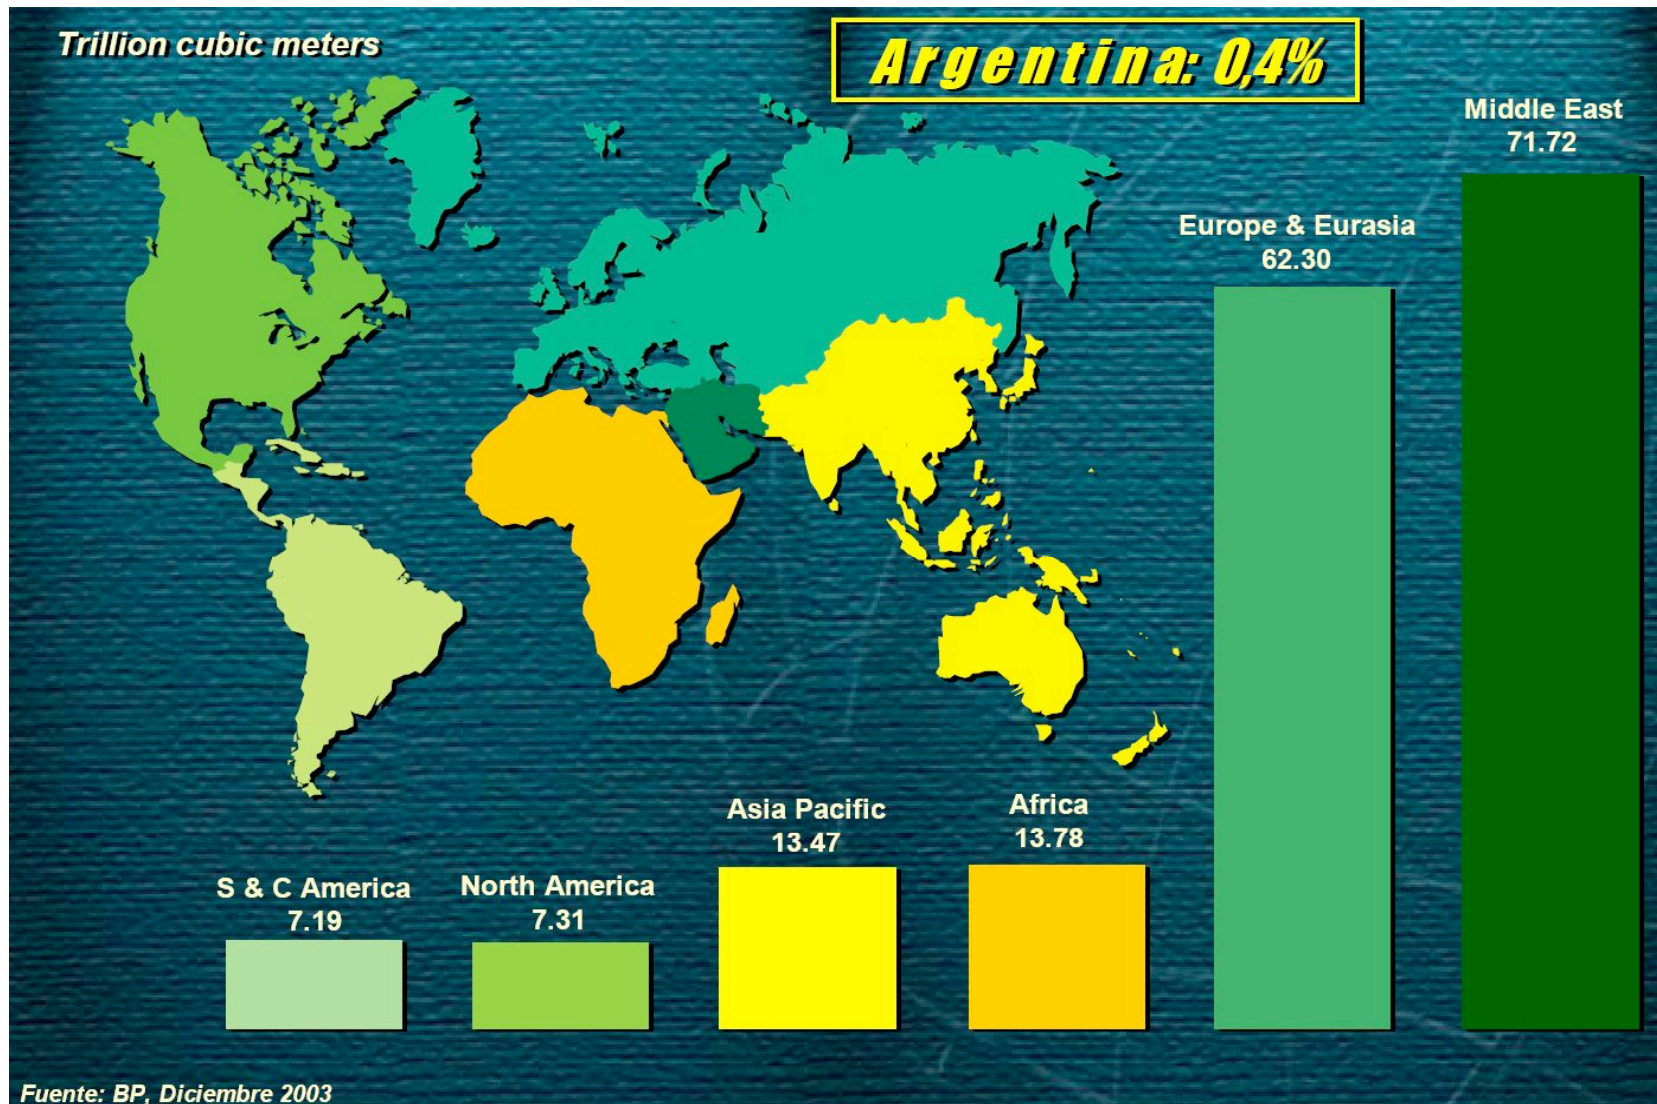 Trillion cubic meters
Argentina: 0,4%
Middle East
71.72
Europe & Eurasia
62.30
Asia Pacific
13.47
Africa
13.78
S & C America
7.19
North America
7.31
Fuente: BP, Diciembre 2003